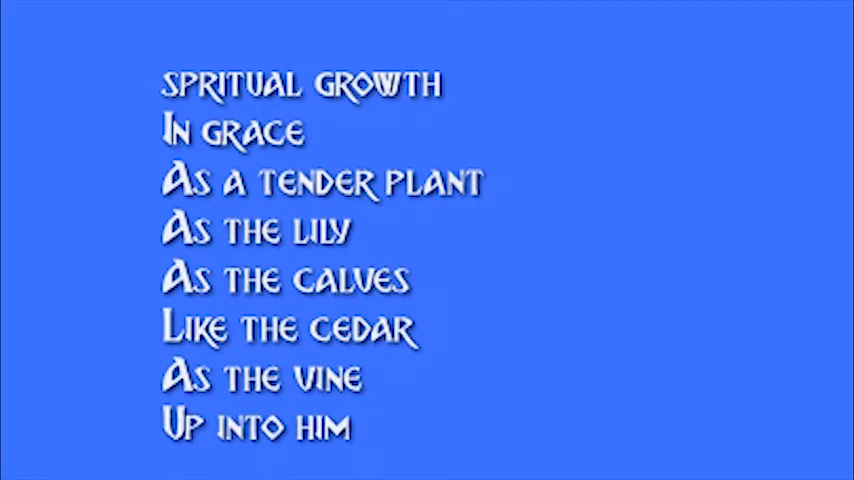 SPRITUAL GROWTH
IN GRACE
AS A TENDER PLANT
AS THE LILY
AS THE CALVES
LIKE THE CEDAR
AS THE VINE
UP INTO HIM